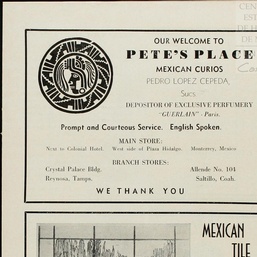 OUR WELCOME TO
PETE'S PLACE
MEXICAN CURIOS
PEDRO LOPEZ CEPEDA,
Sucs.
DEPOSITOR OF EXCLUSIVE PERFUMERY
"GUERLAIN" - Paris.
Prompt and Courteous Service. English Spoken.
MAIN STORE:
Next to Colonial Hotel. West side of Plaza Hidalgo. Monterrey, Mexico
BRANCH STORES:
Crystal Palace Bldg. Allende No. 104
Reynosa, Tamps. Saltillo, Coah.
WE THANK YOU
MEXICAN
TILE